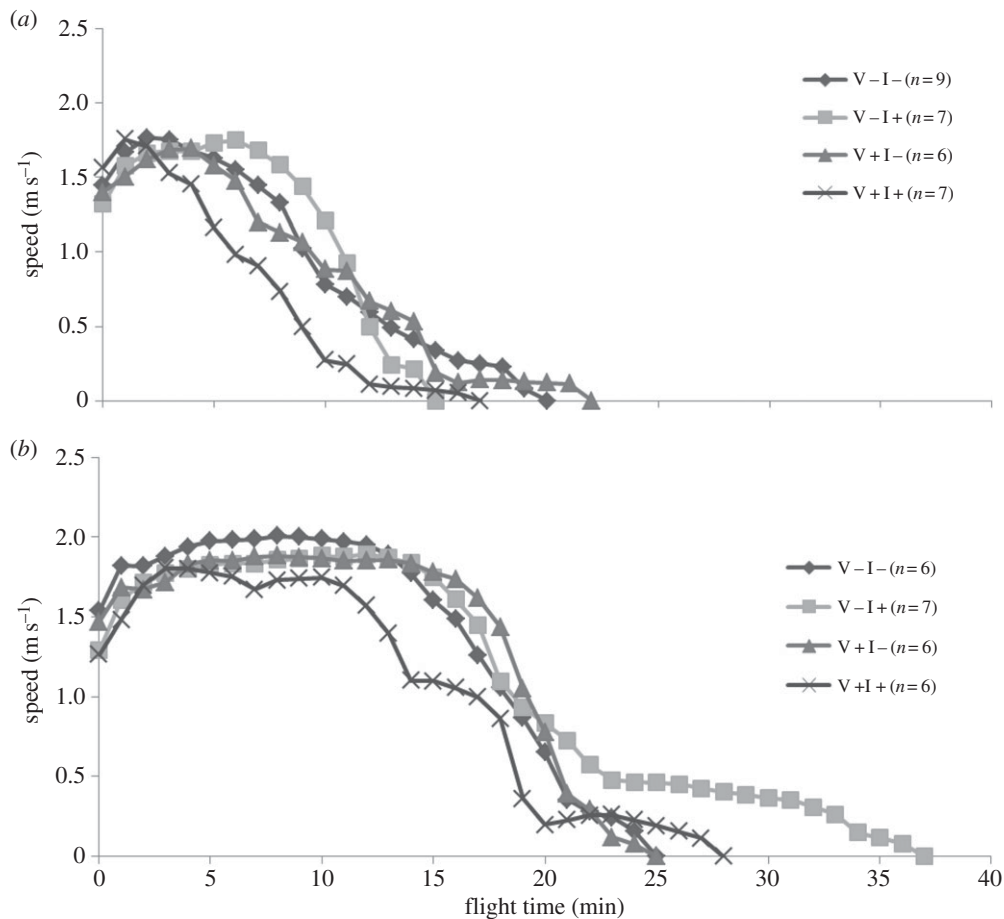 (a)
2.5
2.0
1.5
1.0
0.5
0
speed (m s−1)
V−I−(n=9)
V−I+(n=7)
V+I−(n=6)
V+I+(n=7)
(b)
2.5
2.0
1.5
1.0
0.5
0
speed (m s−1)
V−I−(n=6)
V−I+(n=7)
V+I−(n=6)
V+I+(n=6)
0 5 10 15 20 25 30 35 40
flight time (min)